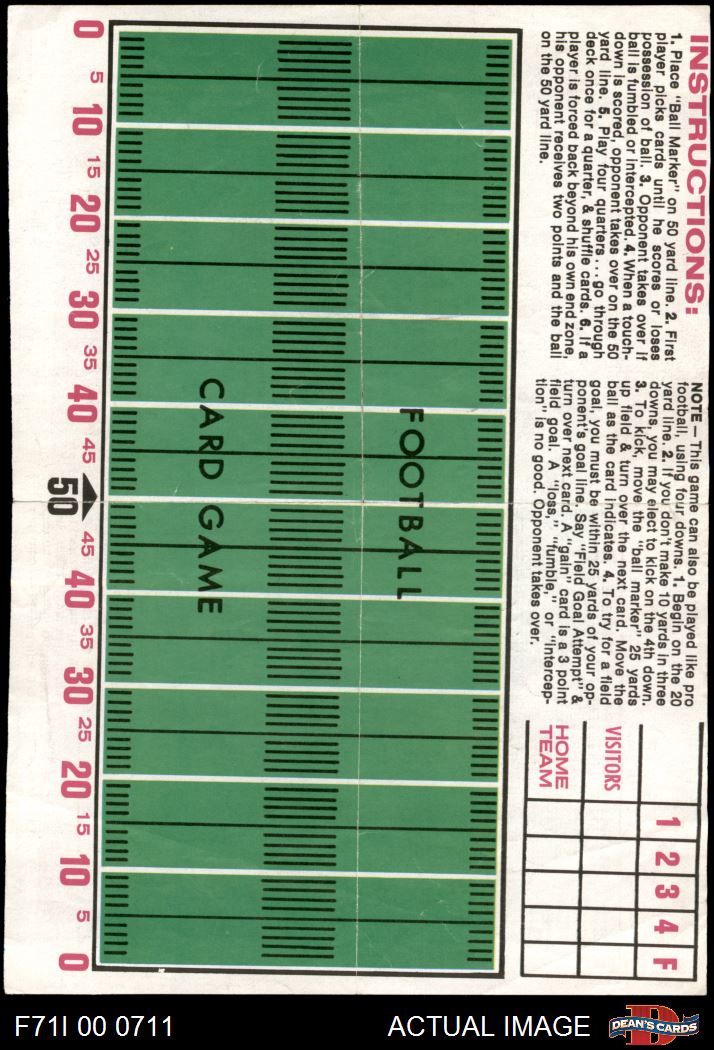 INSTRUCTIONS:
1. Place "Ball Marker" on 50 yard line. 2. First
player picks cards until he scores or loses
possession of ball. 3. Opponent takes over if
ball is fumbled or intercepted. 4. When a touch-
down is scored, opponent takes over on the 50
yard line. 5. Play four quarters...go through
deck once for a quarter, & shuffle cards. 6. If a
player is forced back beyond his own end zone,
his opponent receives two points and the ball
on the 50 yard line.
NOTE — This game can also be played like pro
football, using four downs. 1. Begin on the 20
yard line. 2. If you don't make 10 yards in three
downs, you may elect to kick on the 4th down.
3. To kick, move the "ball marker" 25 yards
up field & turn over the next card. Move the
ball as the card indicates. 4. To try for a field
goal, you must be within 25 yards of your op-
ponent's goal line. Say "Field Goal Attempt" &
turn over next card. A "gain" card is a 3 point
field goal. A "loss," "fumble," or "intercep-
tion" is no good. Opponent takes over.
1 2 3 4 F
VISITORS
HOME
TEAM
FOOTBALL
CARD GAME
0 5 10 15 20 25 30 35 40 45 50 45 40 35 30 25 20 15 10 5 0
F71I 00 0711
ACTUAL IMAGE
D
DEAN'S CARDS